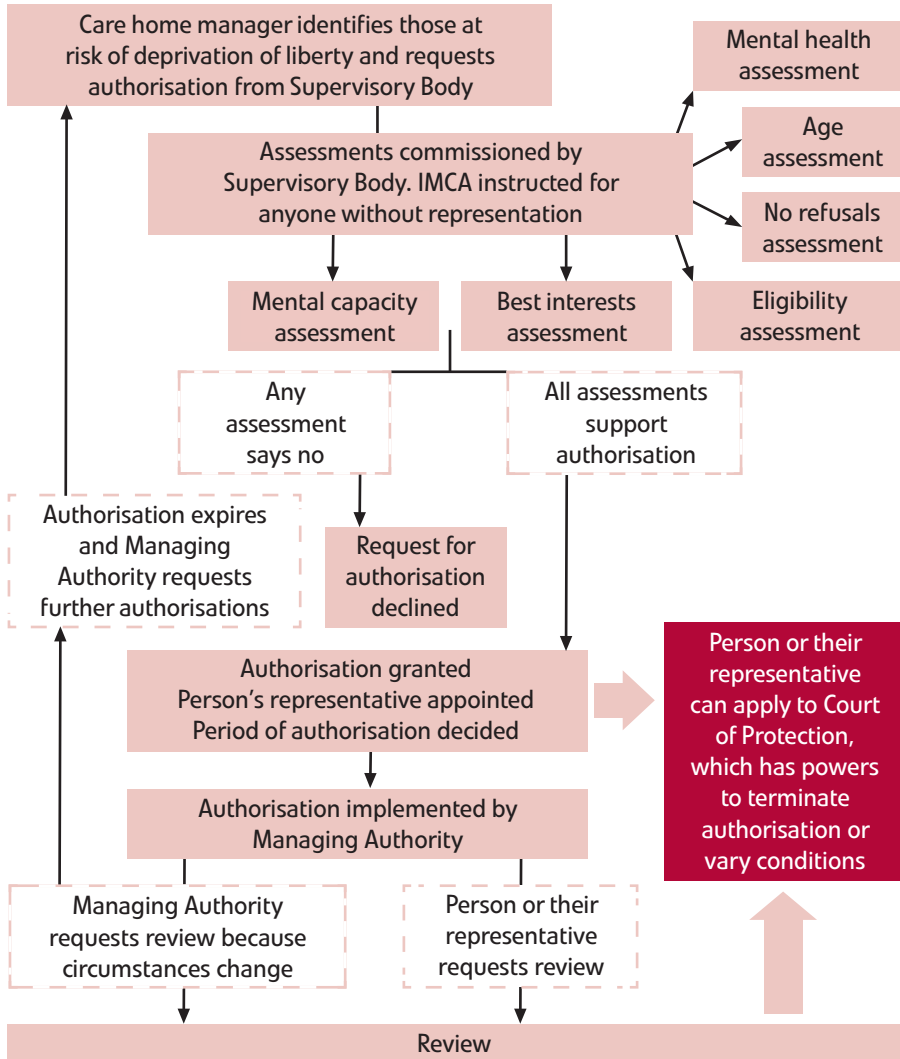 Care home manager identifies those at
risk of deprivation of liberty and requests
authorisation from Supervisory Body
Mental health
assessment
Age
assessment
Assessments commissioned by
Supervisory Body. IMCA instructed for
anyone without representation
No refusals
assessment
Mental capacity
assessment
Best interests
assessment
Eligibility
assessment
Any
assessment
says no
All assessments
support
authorisation
Authorisation expires
and Managing
Authority requests
further authorisations
Request for
authorisation
declined
Authorisation granted
Person's representative appointed
Period of authorisation decided
Person or their
representative
can apply to Court
of Protection,
which has powers
to terminate
authorisation or
vary conditions
Authorisation implemented by
Managing Authority
Managing Authority
requests review because
circumstances change
Person or their
representative
requests review
Review